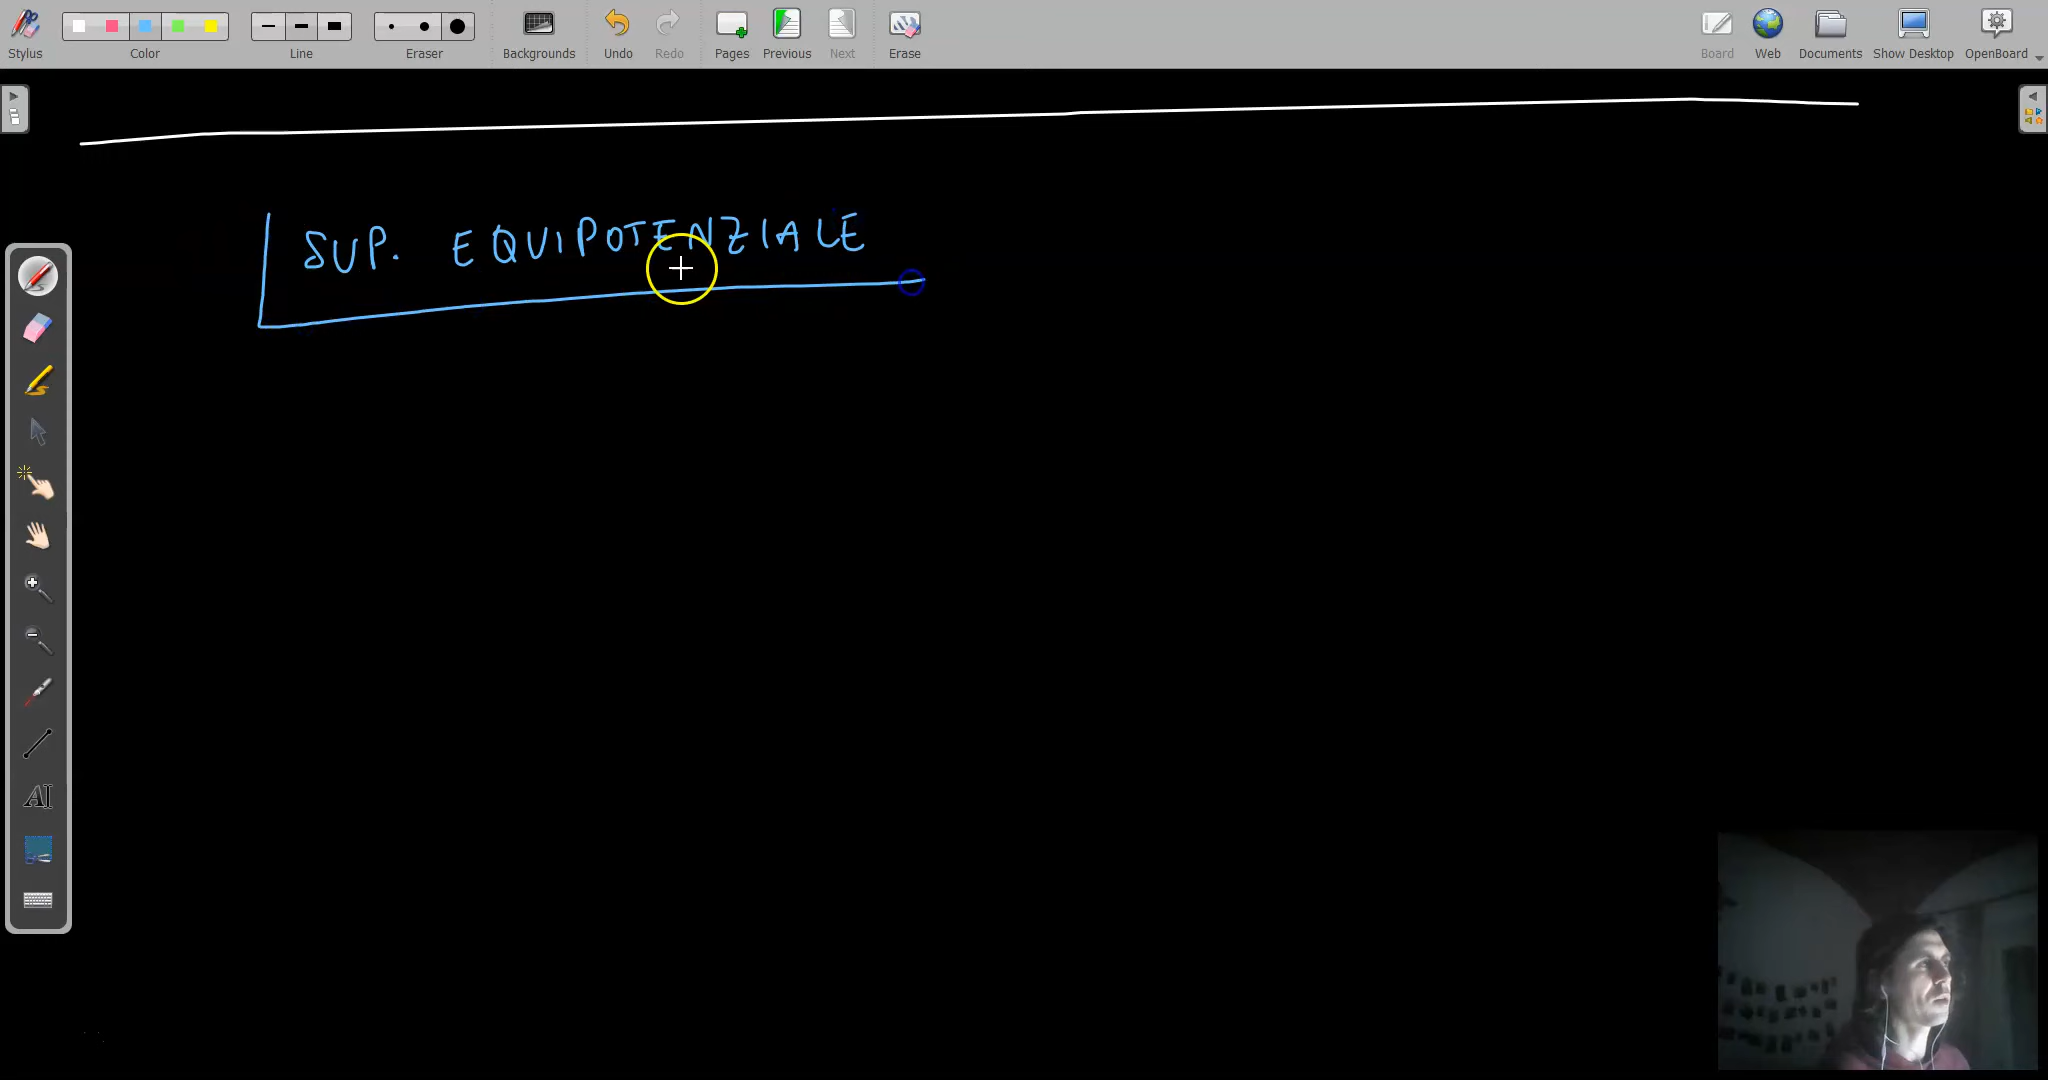 Stylus Color Line Eraser Backgrounds Undo Redo Pages Previous Next Erase Board Web Documents Show Desktop OpenBoard
SUP. EQUIPOTENZIALE
AI